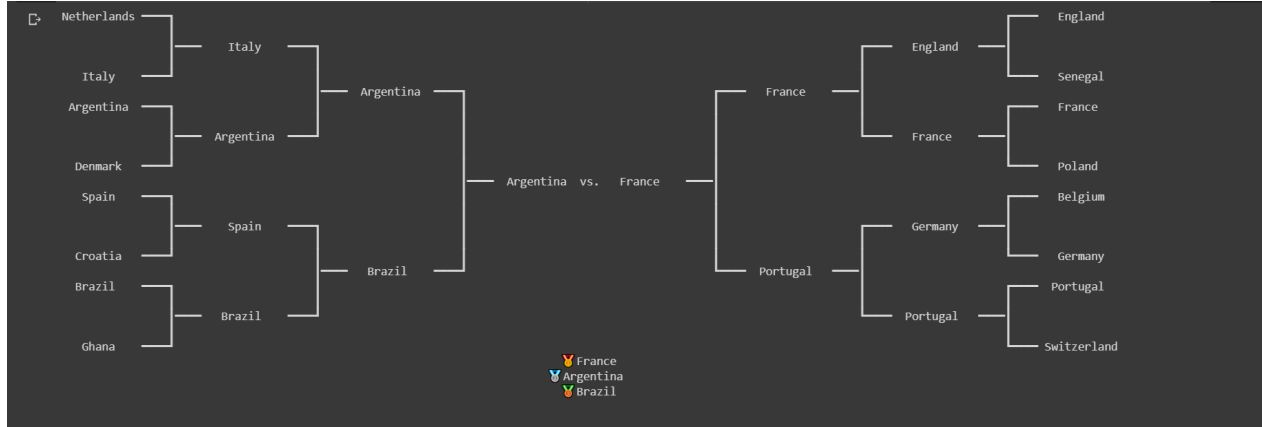 Netherlands England
Italy England
Italy Senegal
Argentina Argentina France France
Argentina France
Denmark Poland
Argentina vs. France
Spain Belgium
Spain Germany
Croatia Germany
Brazil Portugal
Brazil Portugal
Brazil Portugal
Ghana Switzerland
🥇France
🥈Argentina
🥉Brazil